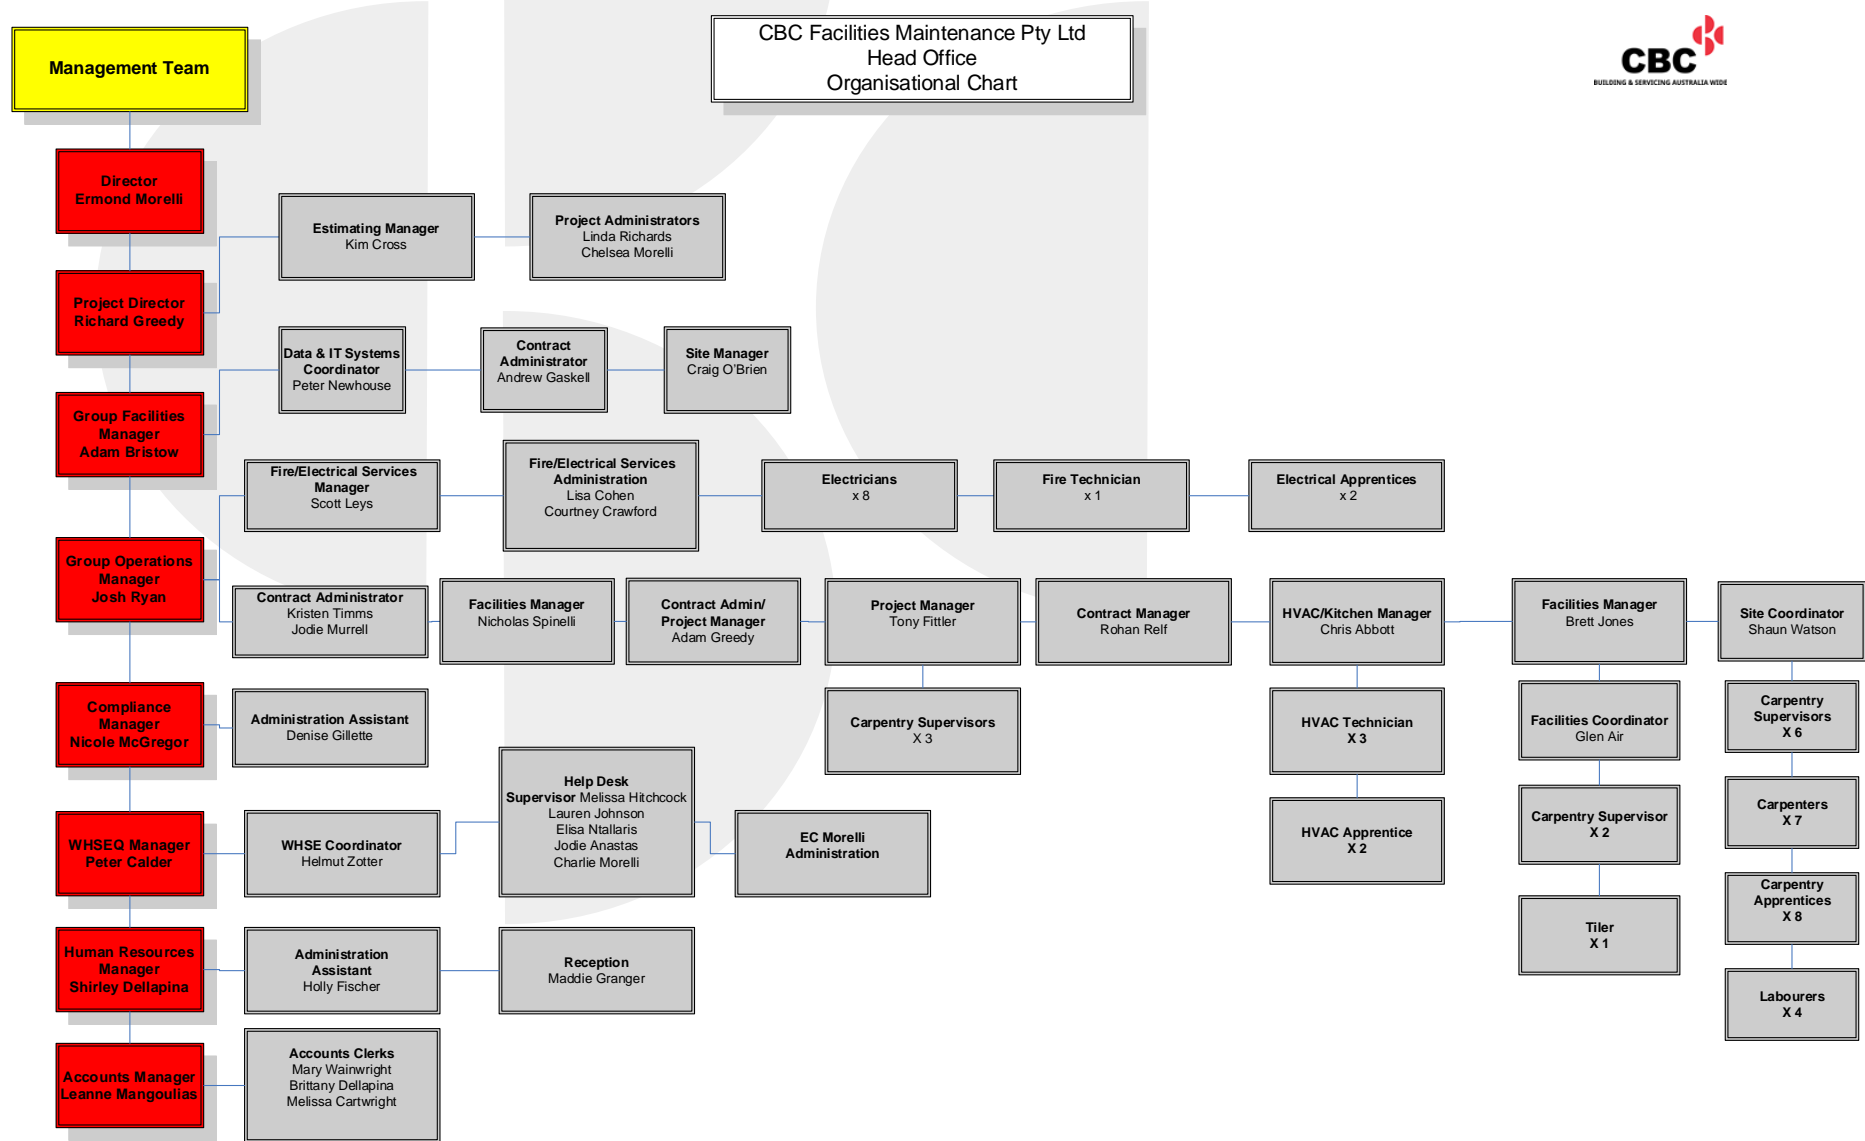 CBC Facilities Maintenance Pty Ltd
Head Office
Organisational Chart
CBC
BUILDING & SERVICING AUSTRALIA WIDE
Management Team
Director
Ermond Morelli
Estimating Manager
Kim Cross
Project Administrators
Linda Richards
Chelsea Morelli
Project Director
Richard Greedy
Data & IT Systems
Coordinator
Peter Newhouse
Contract
Administrator
Andrew Gaskell
Site Manager
Craig O'Brien
Group Facilities
Manager
Adam Bristow
Fire/Electrical Services
Manager
Scott Leys
Fire/Electrical Services
Administration
Lisa Cohen
Courtney Crawford
Electricians
x 8
Fire Technician
x 1
Electrical Apprentices
x 2
Group Operations
Manager
Josh Ryan
Contract Administrator
Kristen Timms
Jodie Murrell
Facilities Manager
Nicholas Spinelli
Contract Admin/
Project Manager
Adam Greedy
Project Manager
Tony Fittler
Contract Manager
Rohan Relf
HVAC/Kitchen Manager
Chris Abbott
Facilities Manager
Brett Jones
Site Coordinator
Shaun Watson
Carpentry Supervisors
X 3
HVAC Technician
X 3
HVAC Apprentice
X 2
Facilities Coordinator
Glen Air
Carpentry Supervisor
X 2
Tiler
X 1
Carpentry
Supervisors
X 6
Carpenters
X 7
Carpentry
Apprentices
X 8
Labourers
X 4
Compliance
Manager
Nicole McGregor
Administration Assistant
Denise Gillette
WHSEQ Manager
Peter Calder
WHSE Coordinator
Helmut Zotter
Help Desk
Supervisor Melissa Hitchcock
Lauren Johnson
Elisa Ntallaris
Jodie Anastas
Charlie Morelli
EC Morelli
Administration
Human Resources
Manager
Shirley Dellapina
Administration
Assistant
Holly Fischer
Reception
Maddie Granger
Accounts Manager
Leanne Mangoulias
Accounts Clerks
Mary Wainwright
Brittany Dellapina
Melissa Cartwright